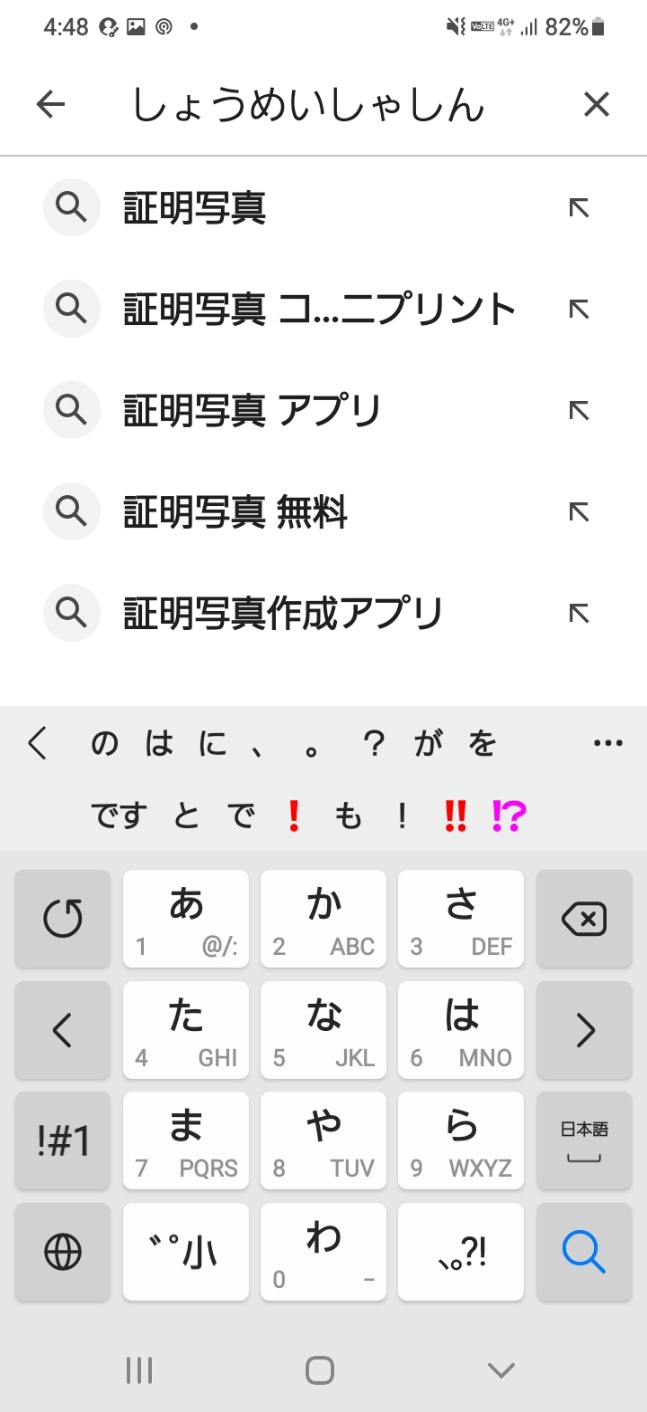 4:48 VoLTE 4G+ 82%
しょうめいしゃしん
証明写真
証明写真 コ...ニプリント
証明写真 アプリ
証明写真 無料
証明写真作成アプリ
の は に 、 。 ? が を ...
です と で ! も ! !! !?
あ か さ
1 @/: 2 ABC 3 DEF
た な は
4 GHI 5 JKL 6 MNO
!#1 ま や ら 日本語
7 PQRS 8 TUV 9 WXYZ
゛゜小 わ 、。?!
0 −